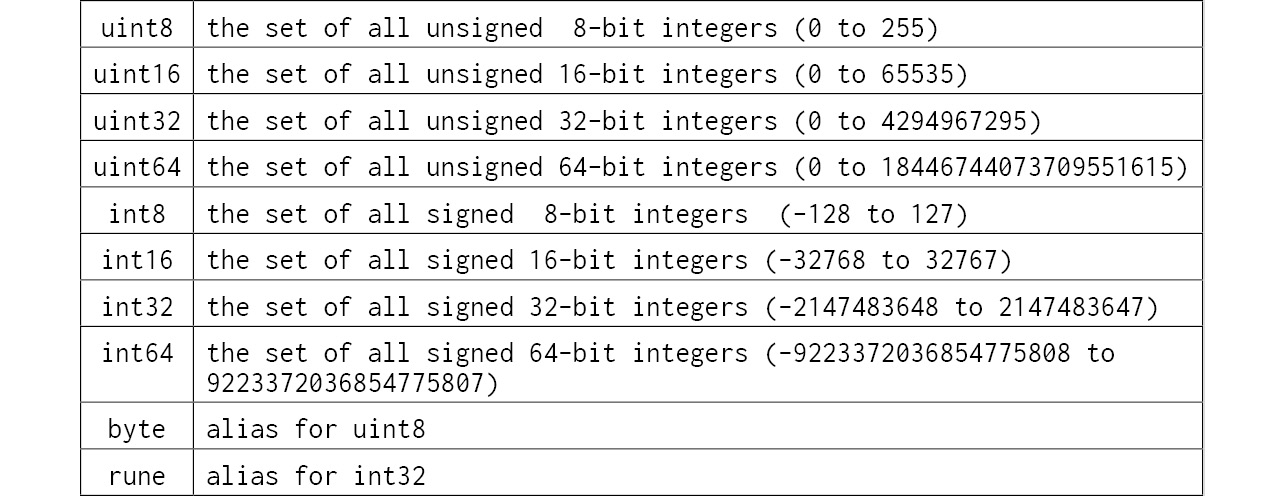 uint8 the set of all unsigned  8-bit integers (0 to 255)
uint16 the set of all unsigned 16-bit integers (0 to 65535)
uint32 the set of all unsigned 32-bit integers (0 to 4294967295)
uint64 the set of all unsigned 64-bit integers (0 to 18446744073709551615)
int8 the set of all signed  8-bit integers  (-128 to 127)
int16 the set of all signed 16-bit integers (-32768 to 32767)
int32 the set of all signed 32-bit integers (-2147483648 to 2147483647)
int64 the set of all signed 64-bit integers (-9223372036854775808 to
9223372036854775807)
byte alias for uint8
rune alias for int32